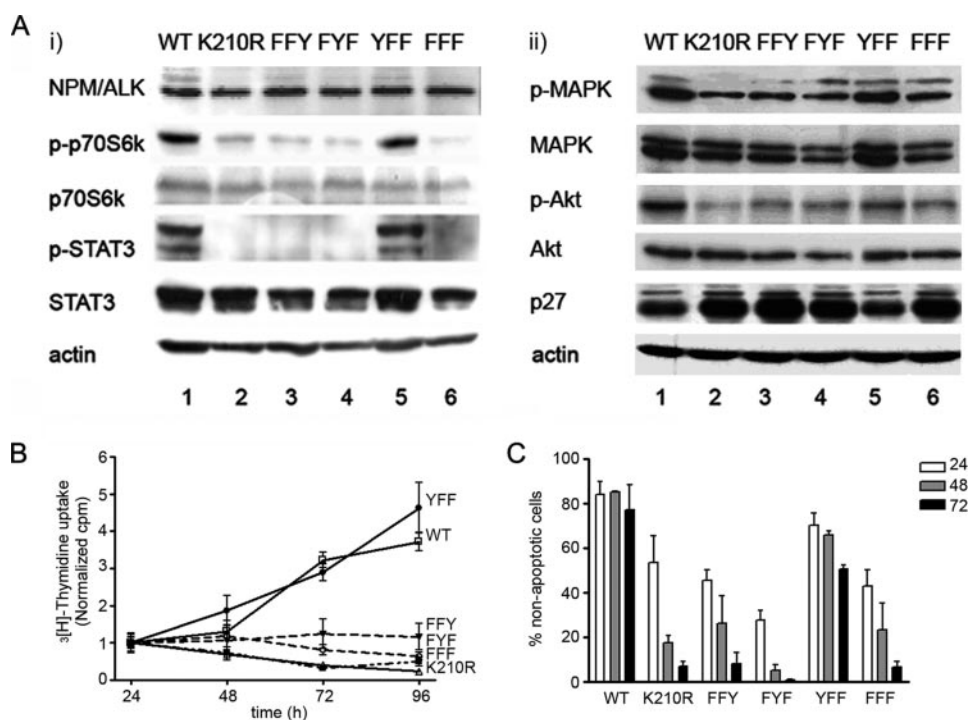 A
i)
WT K210R FFY FYF YFF FFF
NPM/ALK
p-p70S6k
p70S6k
p-STAT3
STAT3
actin
1 2 3 4 5 6
ii)
WT K210R FFY FYF YFF FFF
p-MAPK
MAPK
p-Akt
Akt
p27
actin
1 2 3 4 5 6
B
3[H]-Thymidine uptake
(Normalized cpm)
6
5
4
3
2
1
0
24 48 72 96
time (h)
YFF
WT
FFY
FYF
FFF
K210R
C
% non-apoptotic cells
100
80
60
40
20
0
WT K210R FFY FYF YFF FFF
24
48
72